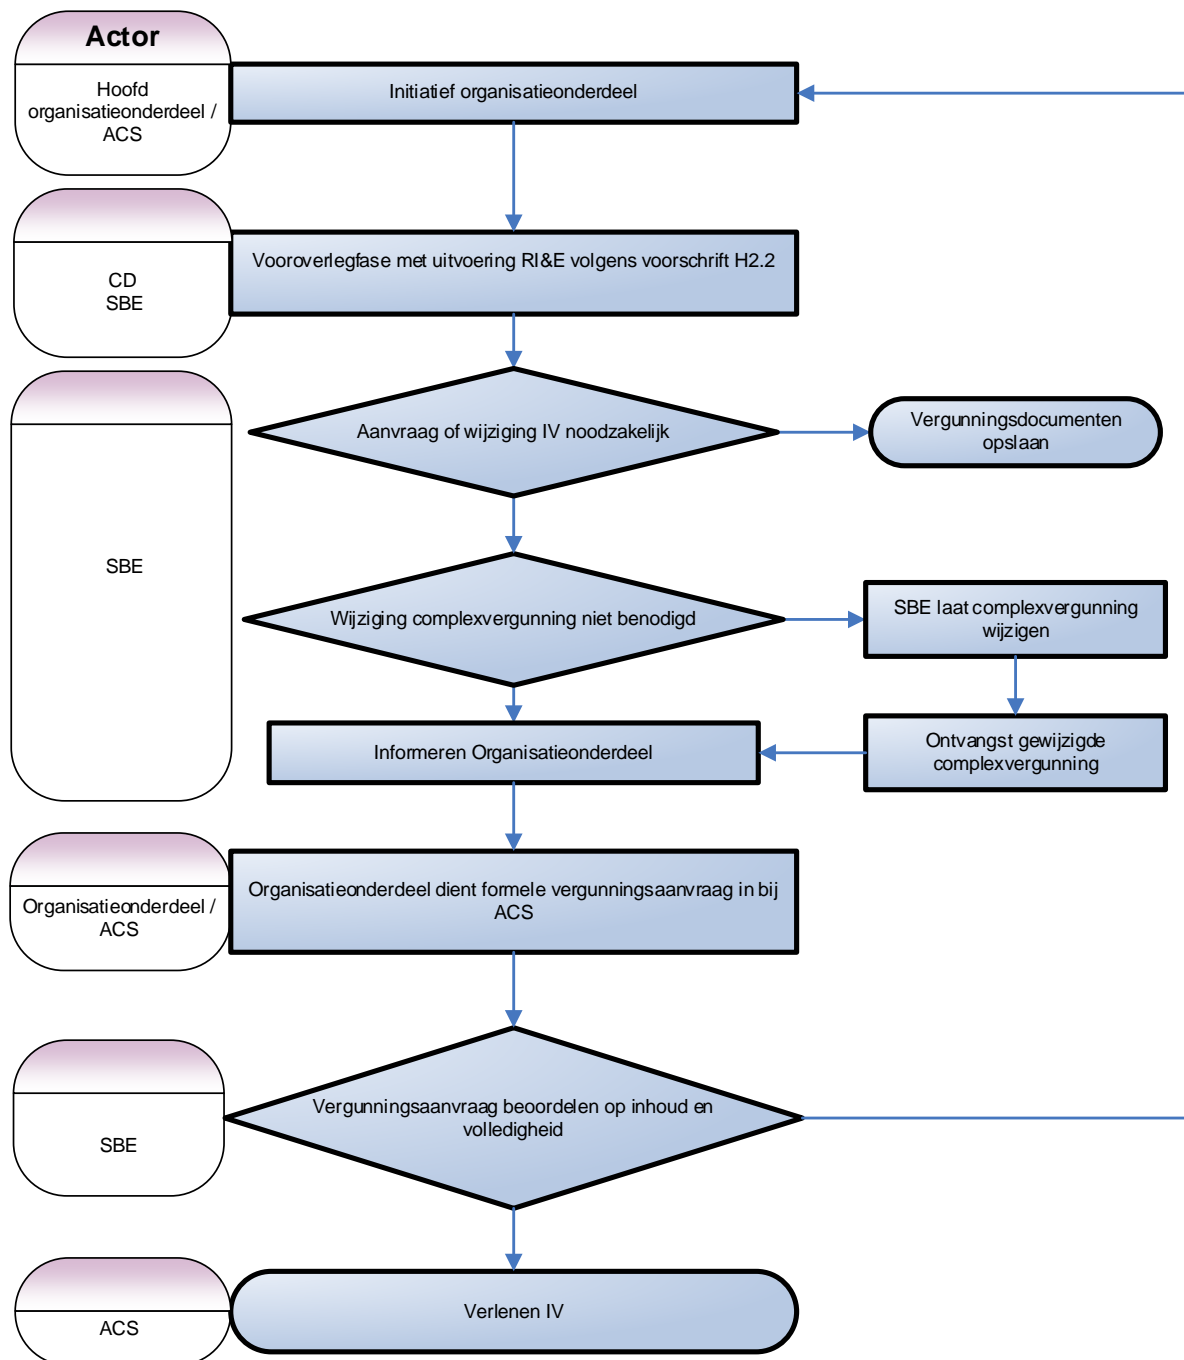 Actor
Hoofd
organisatieonderdeel /
ACS
Initiatief organisatieonderdeel
CD
SBE
Vooroverlegfase met uitvoering RI&E volgens voorschrift H2.2
SBE
Aanvraag of wijziging IV noodzakelijk
Vergunningsdocumenten
opslaan
Wijziging complexvergunning niet benodigd
SBE laat complexvergunning
wijzigen
Informeren Organisatieonderdeel
Ontvangst gewijzigde
complexvergunning
Organisatieonderdeel /
ACS
Organisatieonderdeel dient formele vergunningsaanvraag in bij
ACS
SBE
Vergunningsaanvraag beoordelen op inhoud en
volledigheid
ACS
Verlenen IV